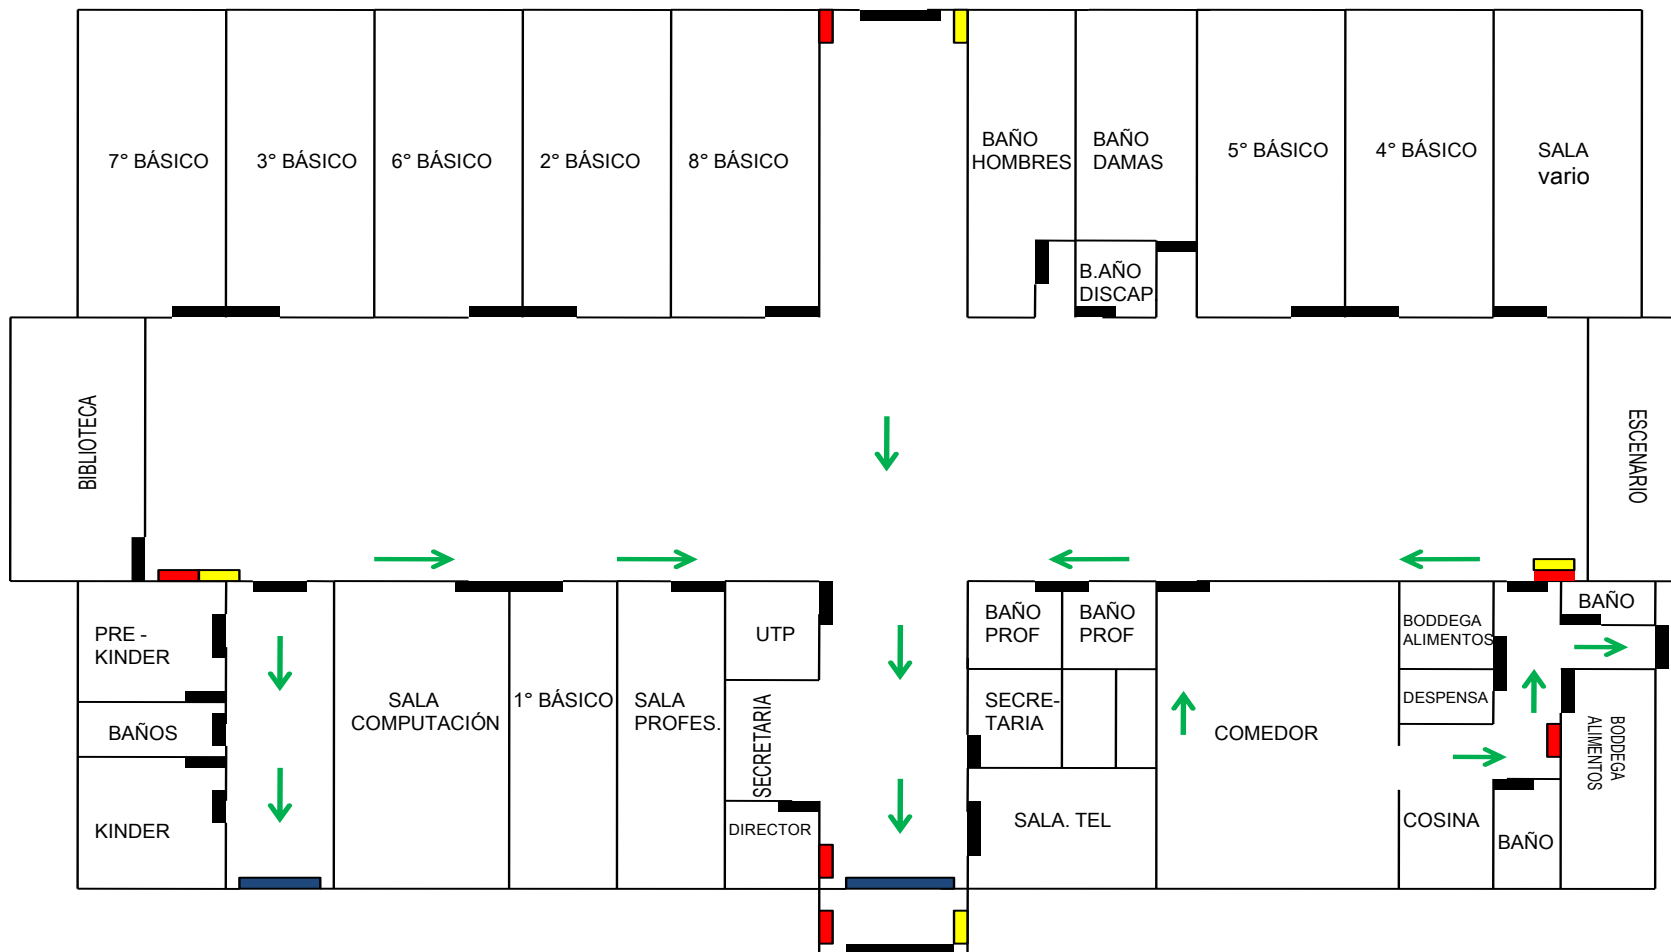 7° BÁSICO
3° BÁSICO
6° BÁSICO
2° BÁSICO
8° BÁSICO
BAÑO
HOMBRES
BAÑO
DAMAS
5° BÁSICO
4° BÁSICO
SALA
vario
B.AÑO
DISCAP.
BIBLIOTECA
ESCENARIO
PRE -
KINDER
BAÑOS
KINDER
SALA
COMPUTACIÓN
1° BÁSICO
SALA
PROFES.
UTP
SECRETARIA
DIRECTOR
BAÑO
PROF
BAÑO
PROF
SECRE-
TARIA
SALA. TEL
COMEDOR
BODDEGA
ALIMENTOS
DESPENSA
COSINA
BAÑO
BAÑO
BODDEGA
ALIMENTOS